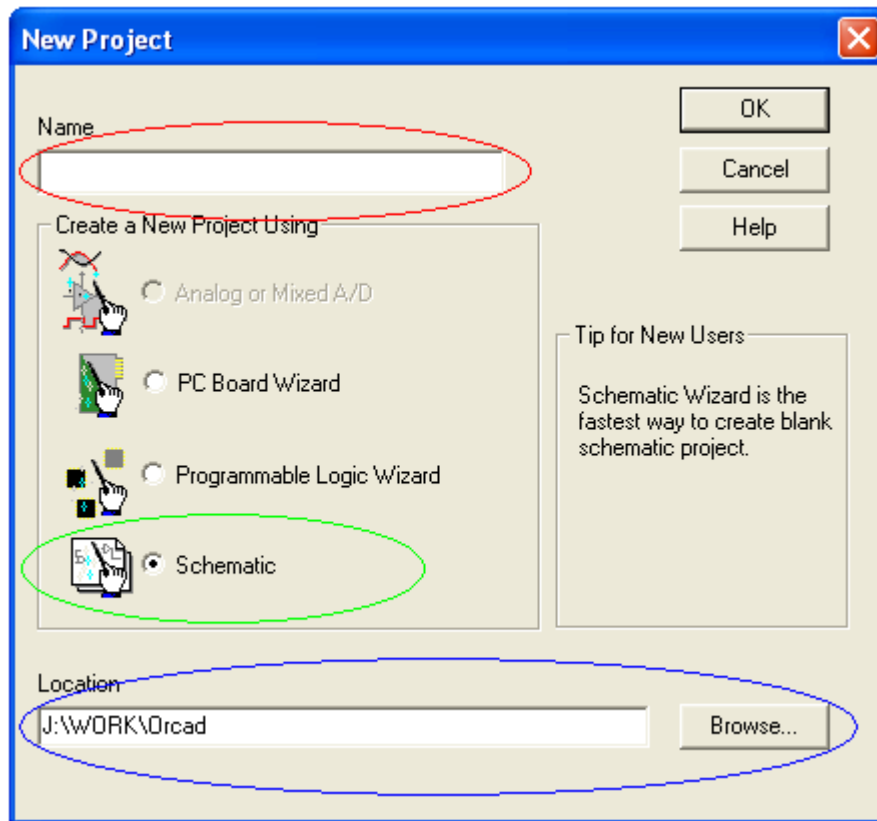 New Project
Name
OK
Cancel
Help
Create a New Project Using
Analog or Mixed A/D
PC Board Wizard
Programmable Logic Wizard
Schematic
Tip for New Users
Schematic Wizard is the
fastest way to create blank
schematic project.
Location
J:\WORK\Orcad
Browse...